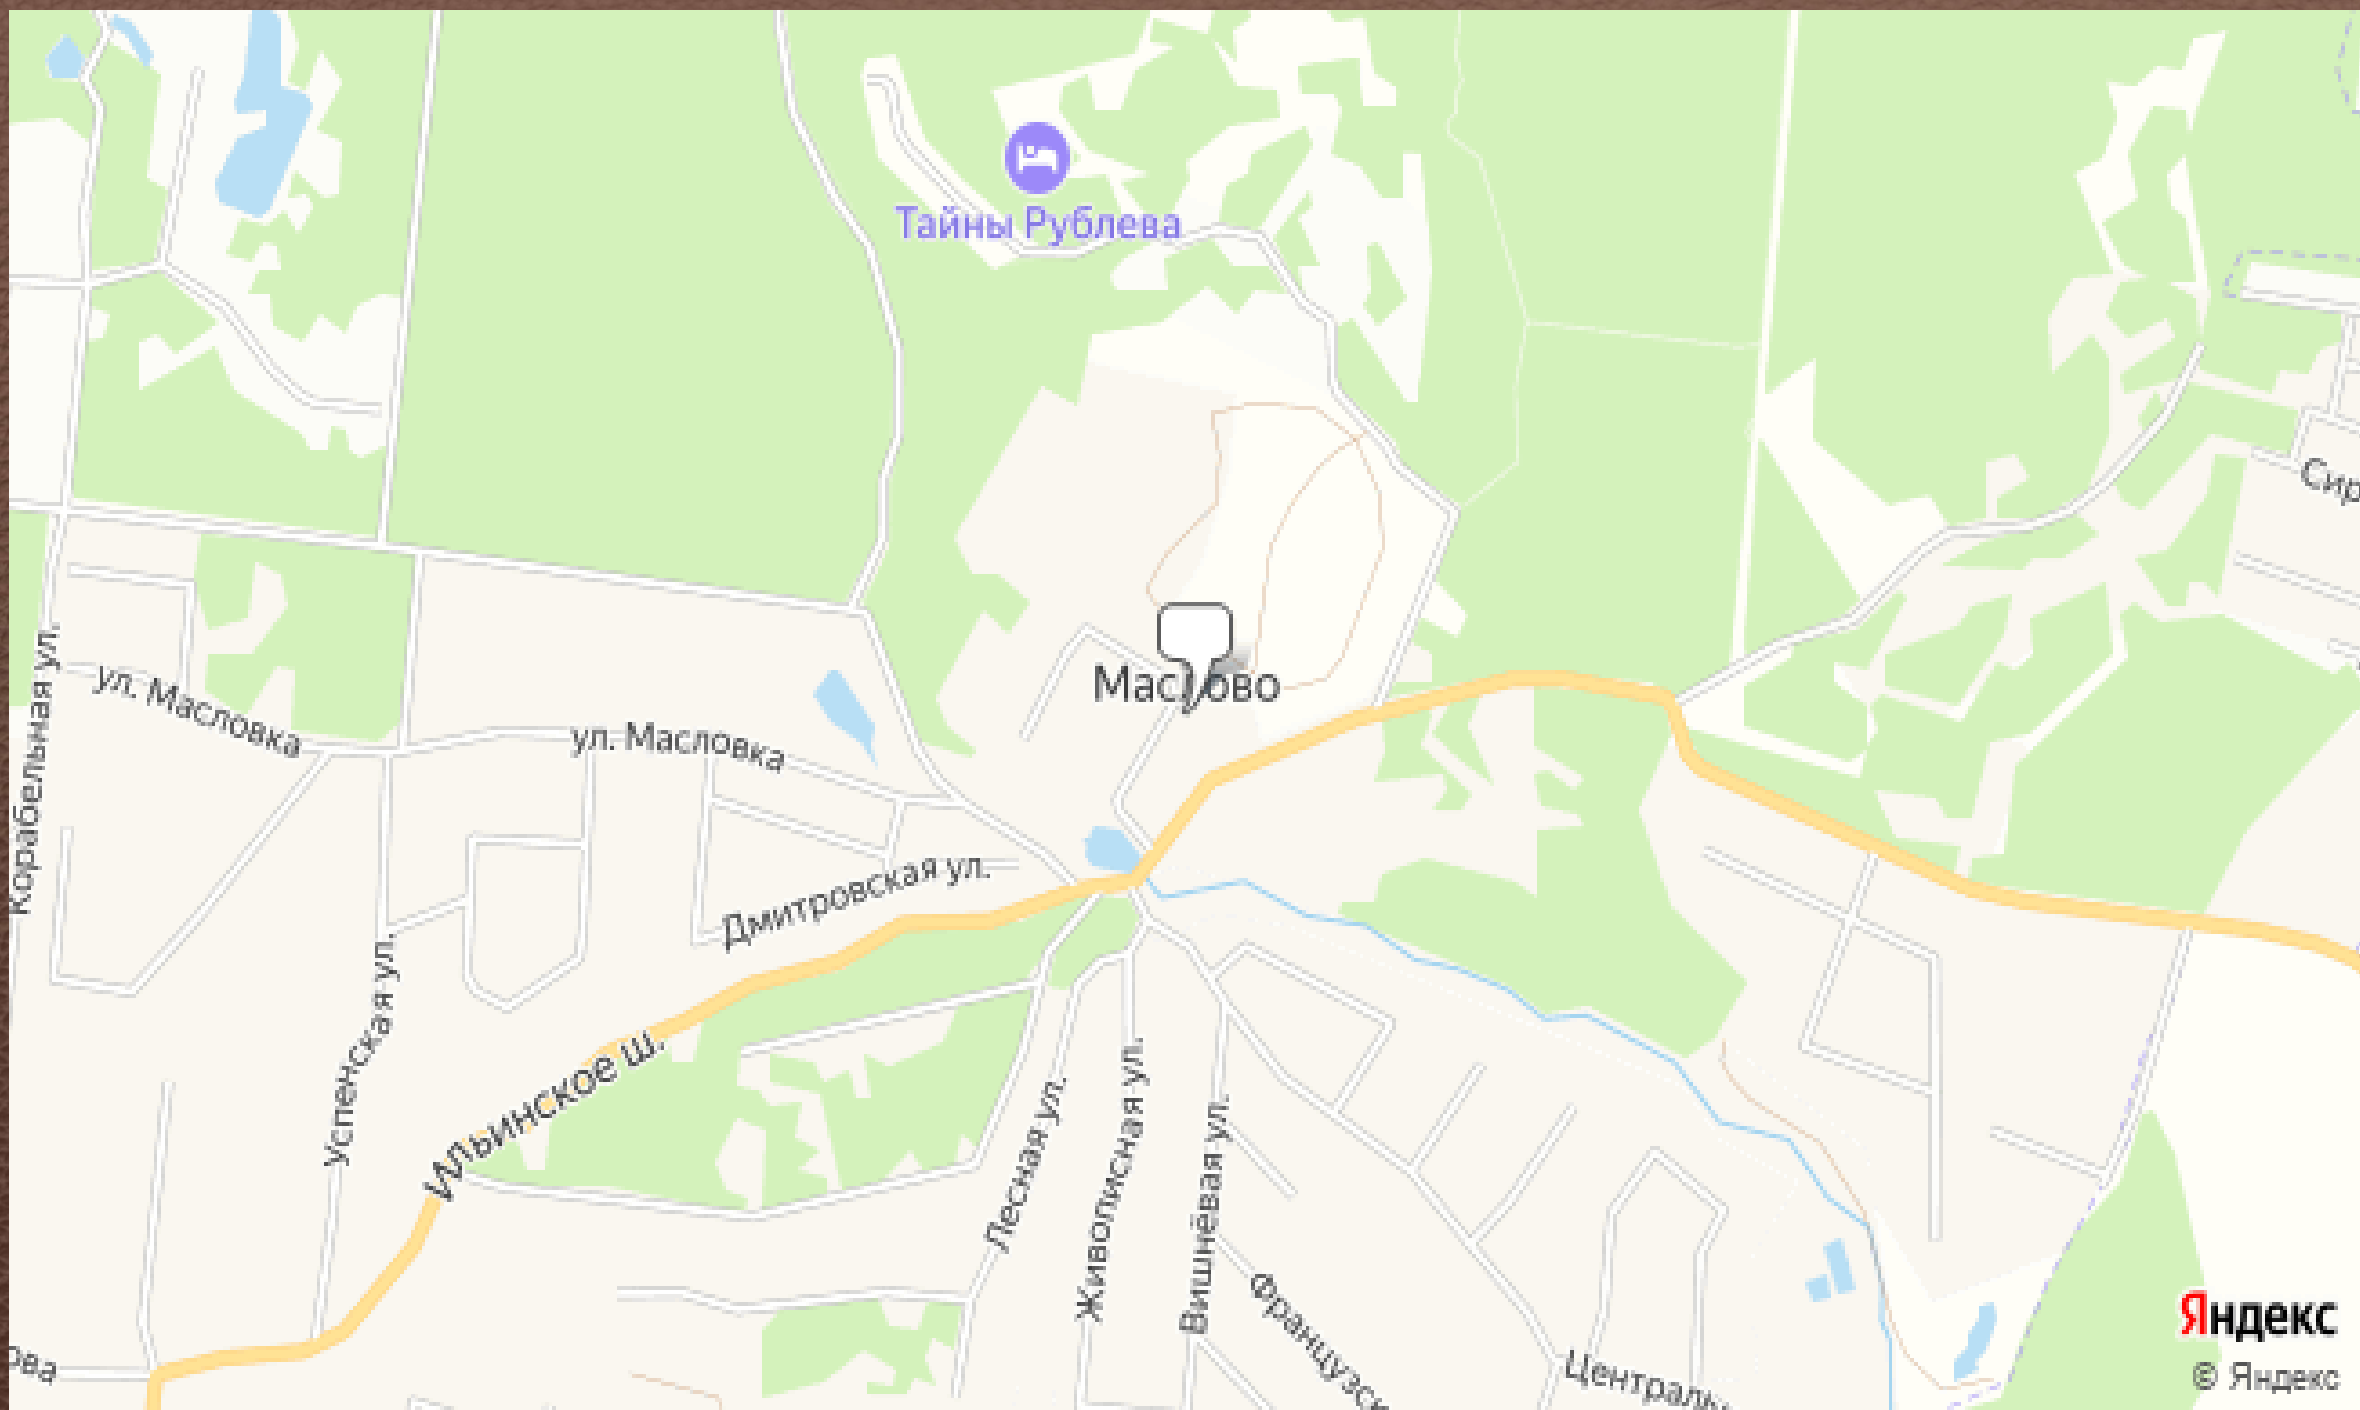 Тайны Рублева
Маслово
ул. Масловка
ул. Масловка
Корабельная ул.
Дмитровская ул.
Успенская ул.
Ильинское ш.
Лесная ул.
Живописная ул.
Вишнёвая ул.
Яндекс
© Яндекс